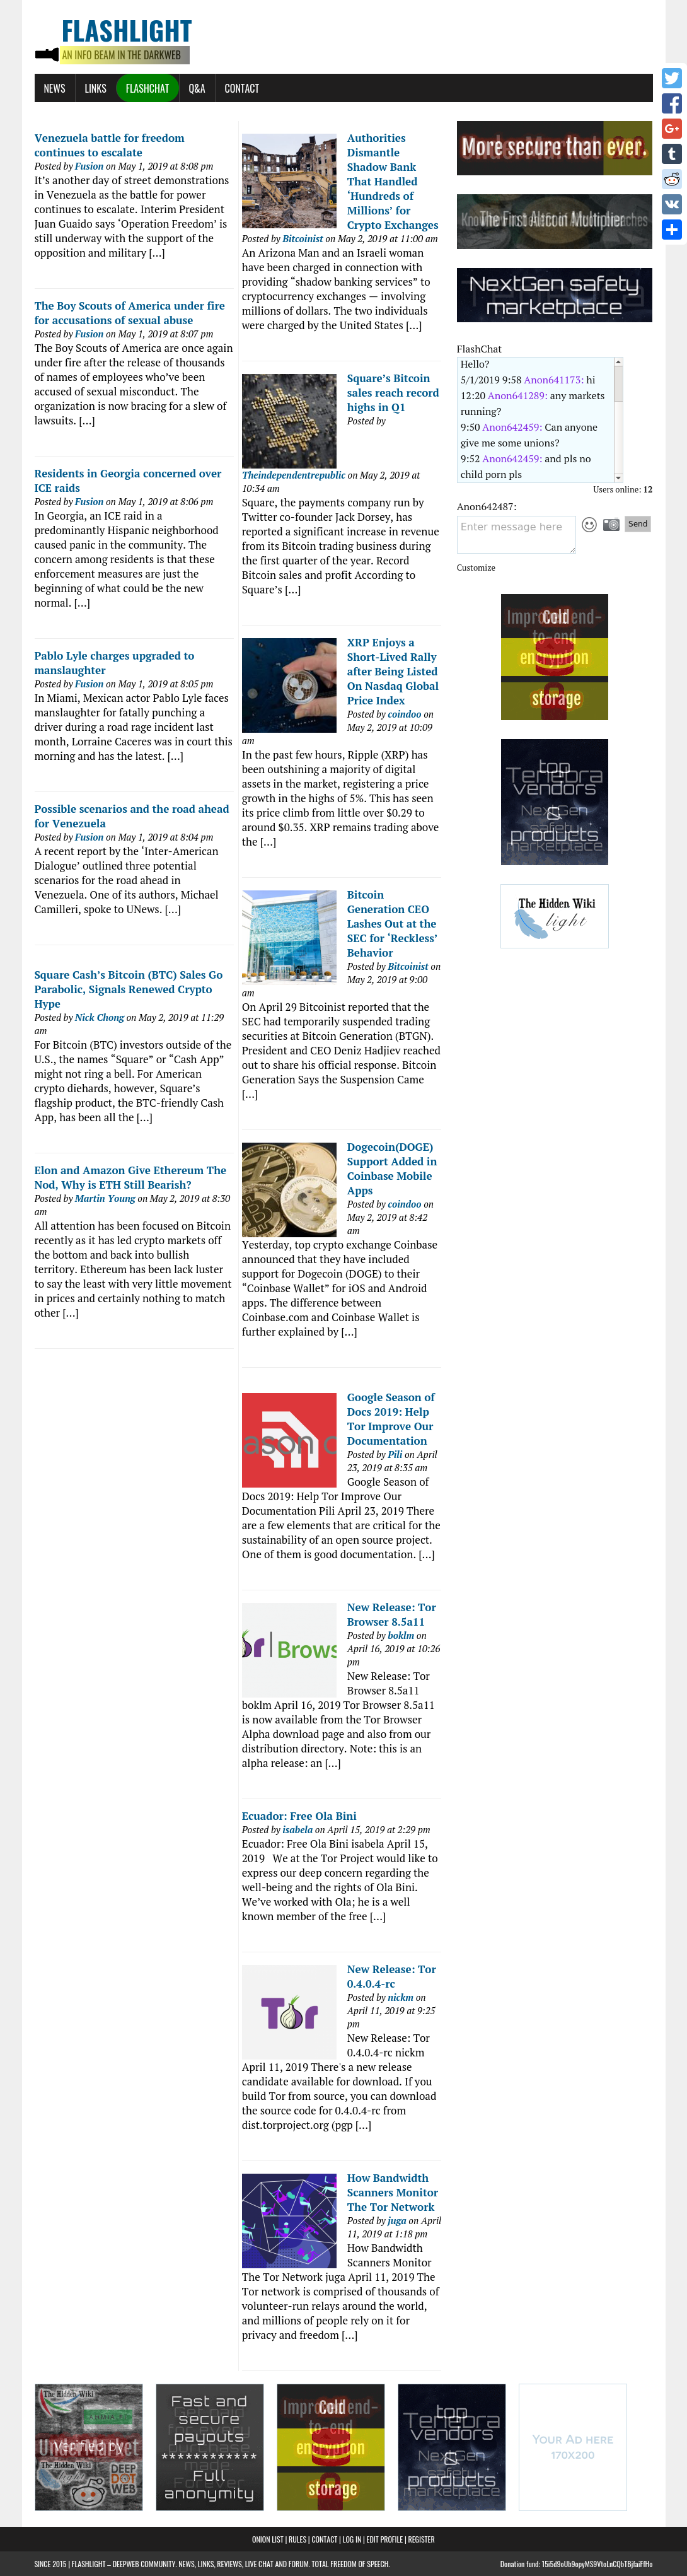 FLASHLIGHT
AN INFO BEAM IN THE DARKWEB
NEWS
LINKS
FLASHCHAT
Q&A
CONTACT
Venezuela battle for freedom
continues to escalate
Posted by Fusion on May 1, 2019 at 8:08 pm
It's another day of street demonstrations
in Venezuela as the battle for power
continues to escalate. Interim President
Juan Guaido says 'Operation Freedom' is
still underway with the support of the
opposition and military [...]
The Boy Scouts of America under fire
for accusations of sexual abuse
Posted by Fusion on May 1, 2019 at 8:07 pm
The Boy Scouts of America are once again
under fire after the release of thousands
of names of employees who've been
accused of sexual misconduct. The
organization is now bracing for a slew of
lawsuits. [...]
Residents in Georgia concerned over
ICE raids
Posted by Fusion on May 1, 2019 at 8:06 pm
In Georgia, an ICE raid in a
predominantly Hispanic neighborhood
caused panic in the community. The
concern among residents is that these
enforcement measures are just the
beginning of what could be the new
normal. [...]
Pablo Lyle charges upgraded to
manslaughter
Posted by Fusion on May 1, 2019 at 8:05 pm
In Miami, Mexican actor Pablo Lyle faces
manslaughter for fatally punching a
driver during a road rage incident last
month, Lorraine Caceres was in court this
morning and has the latest. [...]
Possible scenarios and the road ahead
for Venezuela
Posted by Fusion on May 1, 2019 at 8:04 pm
A recent report by the 'Inter-American
Dialogue' outlined three potential
scenarios for the road ahead in
Venezuela. One of its authors, Michael
Camilleri, spoke to UNews. [...]
Square Cash's Bitcoin (BTC) Sales Go
Parabolic, Signals Renewed Crypto
Hype
Posted by Nick Chong on May 2, 2019 at 11:29
am
For Bitcoin (BTC) investors outside of the
U.S., the names "Square" or "Cash App"
might not ring a bell. For American
crypto diehards, however, Square's
flagship product, the BTC-friendly Cash
App, has been all the [...]
Elon and Amazon Give Ethereum The
Nod, Why is ETH Still Bearish?
Posted by Martin Young on May 2, 2019 at 8:30
am
All attention has been focused on Bitcoin
recently as it has led crypto markets off
the bottom and back into bullish
territory. Ethereum has been lack luster
to say the least with very little movement
in prices and certainly nothing to match
other [...]
Authorities
Dismantle
Shadow Bank
That Handled
'Hundreds of
Millions' for
Crypto Exchanges
Posted by Bitcoinist on May 2, 2019 at 11:00 am
An Arizona Man and an Israeli woman
have been charged in connection with
providing "shadow banking services" to
cryptocurrency exchanges — involving
millions of dollars. The two individuals
were charged by the United States [...]
Square's Bitcoin
sales reach record
highs in Q1
Posted by
Theindependentrepublic on May 2, 2019 at
10:34 am
Square, the payments company run by
Twitter co-founder Jack Dorsey, has
reported a significant increase in revenue
from its Bitcoin trading business during
the first quarter of the year. Record
Bitcoin sales and profit According to
Square's [...]
XRP Enjoys a
Short-Lived Rally
after Being Listed
On Nasdaq Global
Price Index
Posted by coindoo on
May 2, 2019 at 10:09
am
In the past few hours, Ripple (XRP) has
been outshining a majority of digital
assets in the market, registering a price
growth in the highs of 5%. This has seen
its price climb from little over $0.29 to
around $0.35. XRP remains trading above
the [...]
Bitcoin
Generation CEO
Lashes Out at the
SEC for 'Reckless'
Behavior
Posted by Bitcoinist on
May 2, 2019 at 9:00
am
On April 29 Bitcoinist reported that the
SEC had temporarily suspended trading
securities at Bitcoin Generation (BTGN).
President and CEO Deniz Hadjiev reached
out to share his official response. Bitcoin
Generation Says the Suspension Came
[...]
Dogecoin(DOGE)
Support Added in
Coinbase Mobile
Apps
Posted by coindoo on
May 2, 2019 at 8:42
am
Yesterday, top crypto exchange Coinbase
announced that they have included
support for Dogecoin (DOGE) to their
"Coinbase Wallet" for iOS and Android
apps. The difference between
Coinbase.com and Coinbase Wallet is
further explained by [...]
ason o
Google Season of
Docs 2019: Help
Tor Improve Our
Documentation
Posted by Pili on April
23, 2019 at 8:35 am
Google Season of
Docs 2019: Help Tor Improve Our
Documentation Pili April 23, 2019 There
are a few elements that are critical for the
sustainability of an open source project.
One of them is good documentation. [...]
or | Brows
New Release: Tor
Browser 8.5a11
Posted by boklm on
April 16, 2019 at 10:26
pm
New Release: Tor
Browser 8.5a11
boklm April 16, 2019 Tor Browser 8.5a11
is now available from the Tor Browser
Alpha download page and also from our
distribution directory. Note: this is an
alpha release: an [...]
Ecuador: Free Ola Bini
Posted by isabela on April 15, 2019 at 2:29 pm
Ecuador: Free Ola Bini isabela April 15,
2019 We at the Tor Project would like to
express our deep concern regarding the
well-being and the rights of Ola Bini.
We've worked with Ola; he is a well
known member of the free [...]
Tor
New Release: Tor
0.4.0.4-rc
Posted by nickm on
April 11, 2019 at 9:25
pm
New Release: Tor
0.4.0.4-rc nickm
April 11, 2019 There's a new release
candidate available for download. If you
build Tor from source, you can download
the source code for 0.4.0.4-rc from
dist.torproject.org (pgp [...]
How Bandwidth
Scanners Monitor
The Tor Network
Posted by juga on April
11, 2019 at 1:18 pm
How Bandwidth
Scanners Monitor
The Tor Network juga April 11, 2019 The
Tor network is comprised of thousands of
volunteer-run relays around the world,
and millions of people rely on it for
privacy and freedom [...]
More secure than ever.
The First Altcoin Multiplier
NextGen safety
marketplace
FlashChat
Hello?
5/1/2019 9:58 Anon641173: hi
12:20 Anon641289: any markets
running?
9:50 Anon642459: Can anyone
give me some unions?
9:52 Anon642459: and pls no
child porn pls
Users online: 12
Anon642487:
Enter message here
Send
Customize
Cold
storage
top
vendors
products
The Hidden Wiki
light
The Hidden Wiki
Verified by
DEEP
DOT
WEB
Fast and
secure
payouts
************
Full
anonymity
Cold
storage
top
vendors
products
YOUR AD HERE
170X200
ONION LIST | RULES | CONTACT | LOG IN | EDIT PROFILE | REGISTER
SINCE 2015 | FLASHLIGHT – DEEPWEB COMMUNITY. NEWS, LINKS, REVIEWS, LIVE CHAT AND FORUM. TOTAL FREEDOM OF SPEECH.